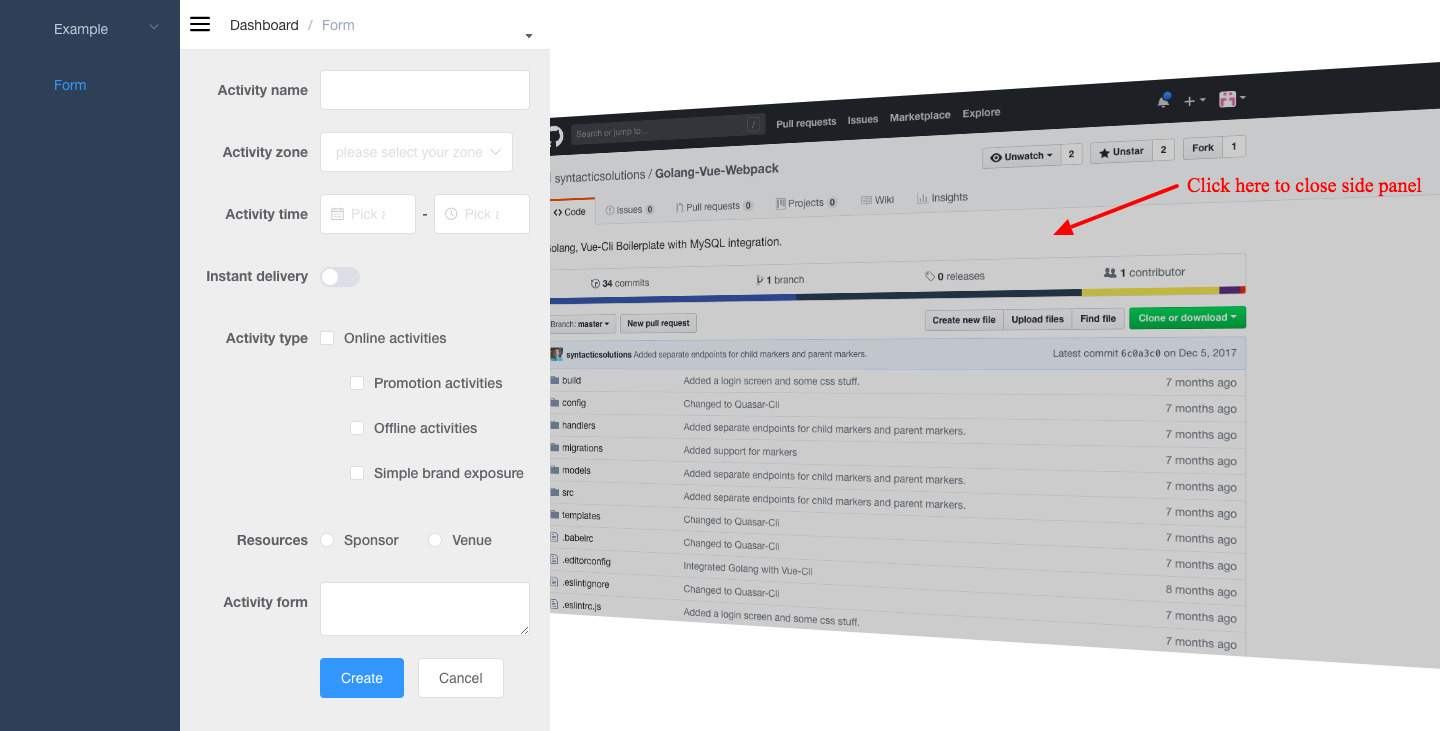 Example
Form
Dashboard / Form
Activity name
Activity zone please select your zone
Activity time Pick a - Pick a
Instant delivery
Activity type Online activities
Promotion activities
Offline activities
Simple brand exposure
Resources Sponsor Venue
Activity form
Create Cancel
Search or jump to... / Pull requests Issues Marketplace Explore
syntacticsolutions / Golang-Vue-Webpack
Unwatch 2 Unstar 2 Fork 1
Code Issues 0 Pull requests 0 Projects 0 Wiki Insights
Click here to close side panel
Golang, Vue-Cli Boilerplate with MySQL integration.
34 commits 1 branch 0 releases 1 contributor
Branch: master New pull request Create new file Upload files Find file Clone or download
syntacticsolutions Added separate endpoints for child markers and parent markers. Latest commit 6c0a3c0 on Dec 5, 2017
build Added a login screen and some css stuff. 7 months ago
config Changed to Quasar-Cli 7 months ago
handlers Added separate endpoints for child markers and parent markers. 7 months ago
migrations Added support for markers 7 months ago
models Added separate endpoints for child markers and parent markers. 7 months ago
src Added separate endpoints for child markers and parent markers. 7 months ago
templates Changed to Quasar-Cli 7 months ago
.babelrc Changed to Quasar-Cli 7 months ago
.editorconfig Integrated Golang with Vue-Cli 8 months ago
.eslintignore Changed to Quasar-Cli 7 months ago
.eslintrc.js Added a login screen and some css stuff. 7 months ago